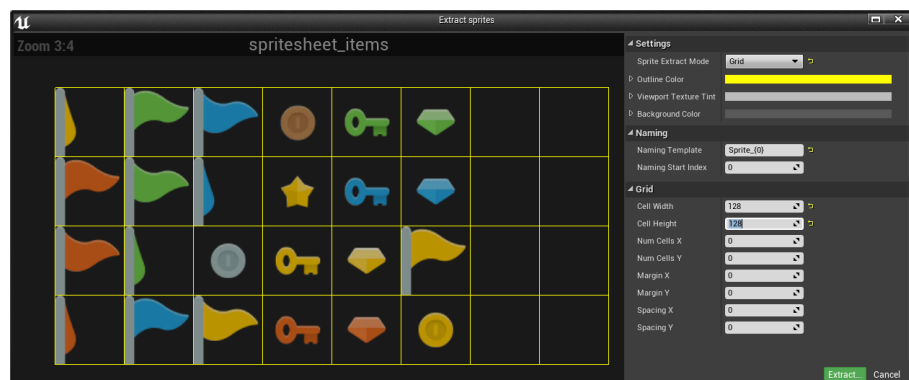 Extract sprites
Zoom 3:4
spritesheet_items
Settings
Sprite Extract Mode Grid
Outline Color
Viewport Texture Tint
Background Color
Naming
Naming Template Sprite_{0}
Naming Start Index 0
Grid
Cell Width 128
Cell Height 128
Num Cells X 0
Num Cells Y 0
Margin X 0
Margin Y 0
Spacing X 0
Spacing Y 0
Extract... Cancel